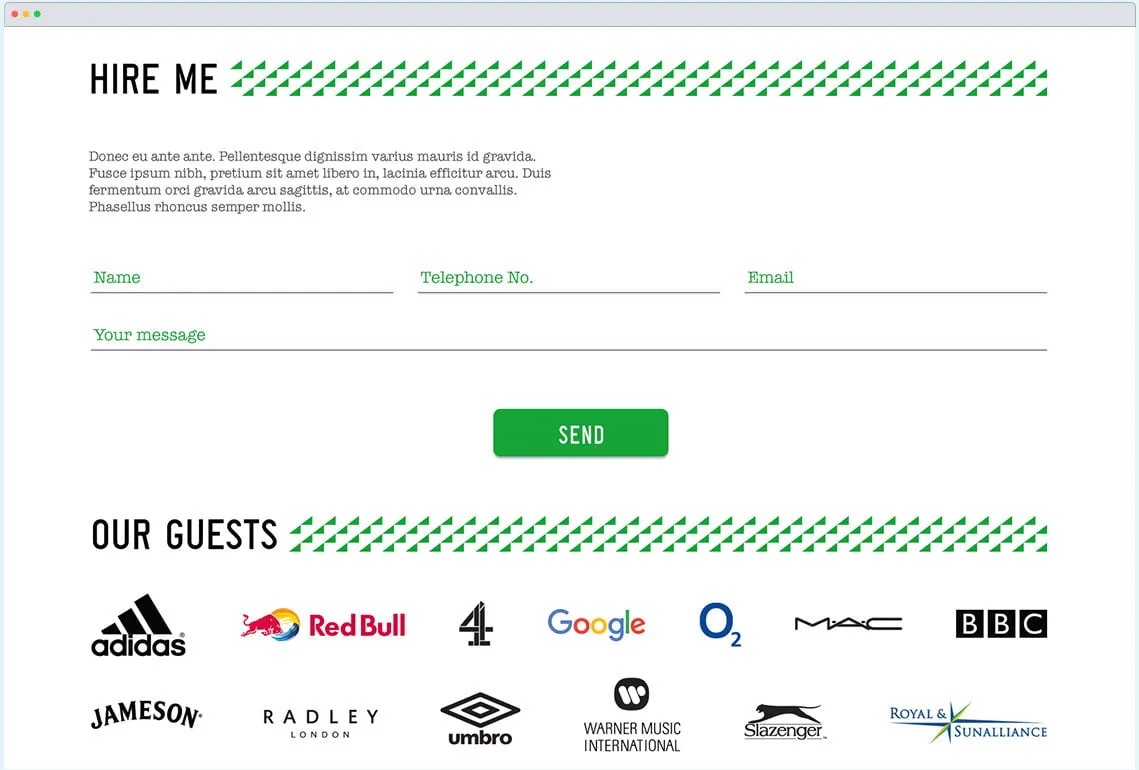 HIRE ME
Donec eu ante ante. Pellentesque dignissim varius mauris id gravida.
Fusce ipsum nibh, pretium sit amet libero in, lacinia efficitur arcu. Duis
fermentum orci gravida arcu sagittis, at commodo urna convallis.
Phasellus rhoncus semper mollis.
Name Telephone No. Email
Your message
SEND
OUR GUESTS
adidas® Red Bull 4 Google O2 MAC BBC
JAMESON
RADLEY
LONDON
umbro
WARNER MUSIC
INTERNATIONAL
Slazenger™
ROYAL &
SUNALLIANCE